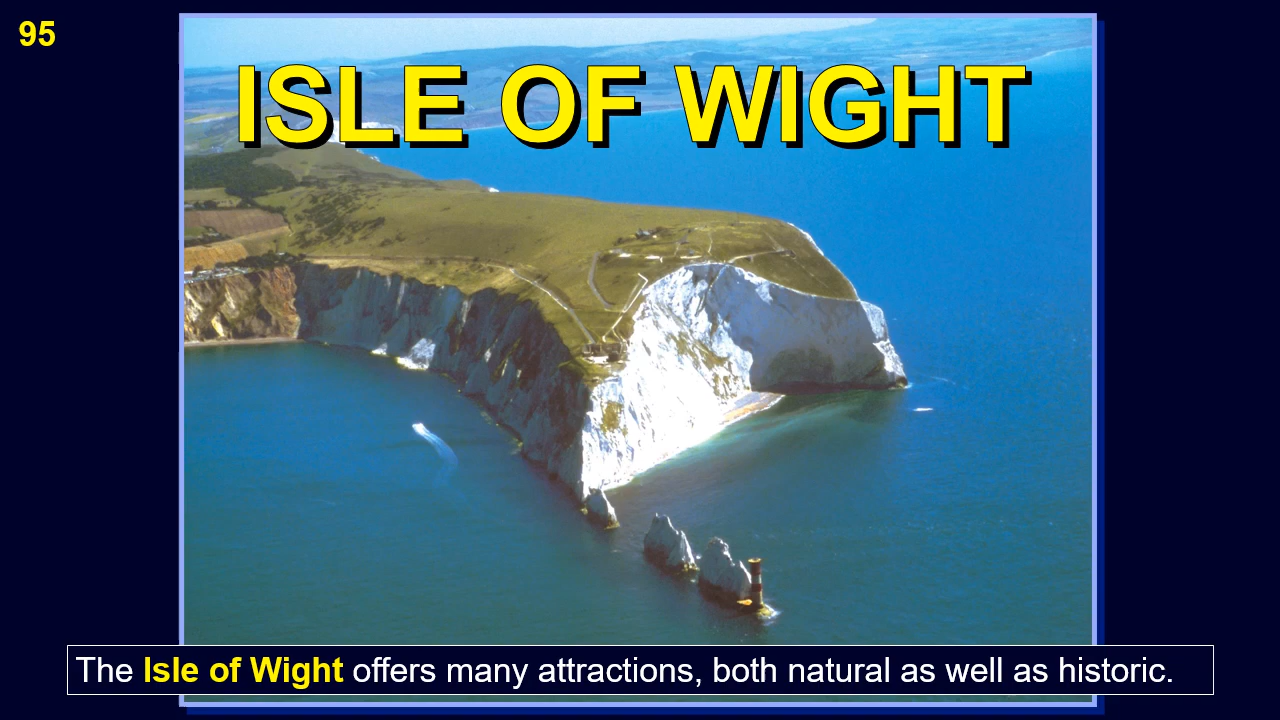 95
ISLE OF WIGHT
The Isle of Wight offers many attractions, both natural as well as historic.